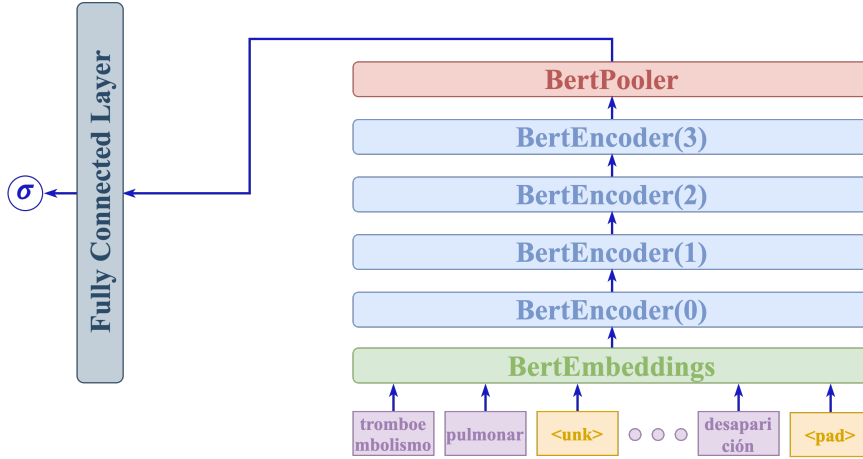 BertPooler
BertEncoder(3)
BertEncoder(2)
BertEncoder(1)
BertEncoder(0)
BertEmbeddings
Fully Connected Layer
σ
tromboe
mbolismo
pulmonar
<unk>
desapari
ción
<pad>